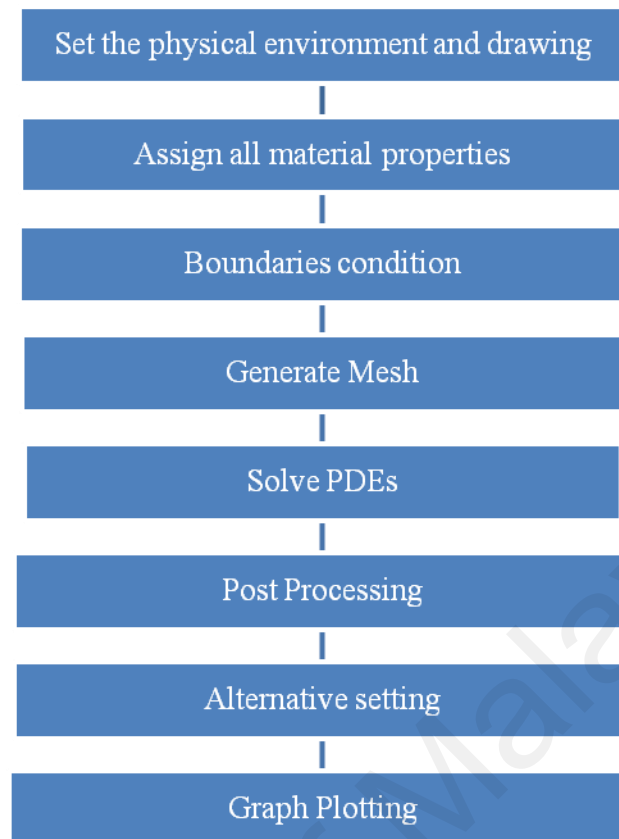 Set the physical environment and drawing
Assign all material properties
Boundaries condition
Generate Mesh
Solve PDEs
Post Processing
Alternative setting
Graph Plotting